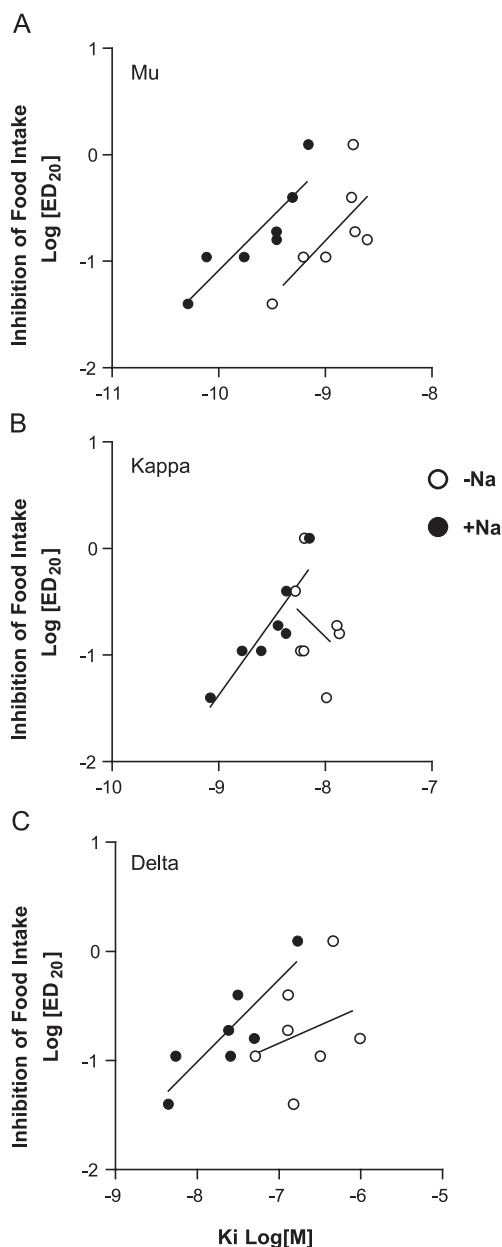 A
Mu
Inhibition of Food Intake
Log [ED20]
1
0
-1
-2
-11
-10
-9
-8
B
Kappa
Inhibition of Food Intake
Log [ED20]
1
0
-1
-2
-10
-9
-8
-7
-Na
+Na
C
Delta
Inhibition of Food Intake
Log [ED20]
1
0
-1
-2
-9
-8
-7
-6
-5
Ki Log[M]